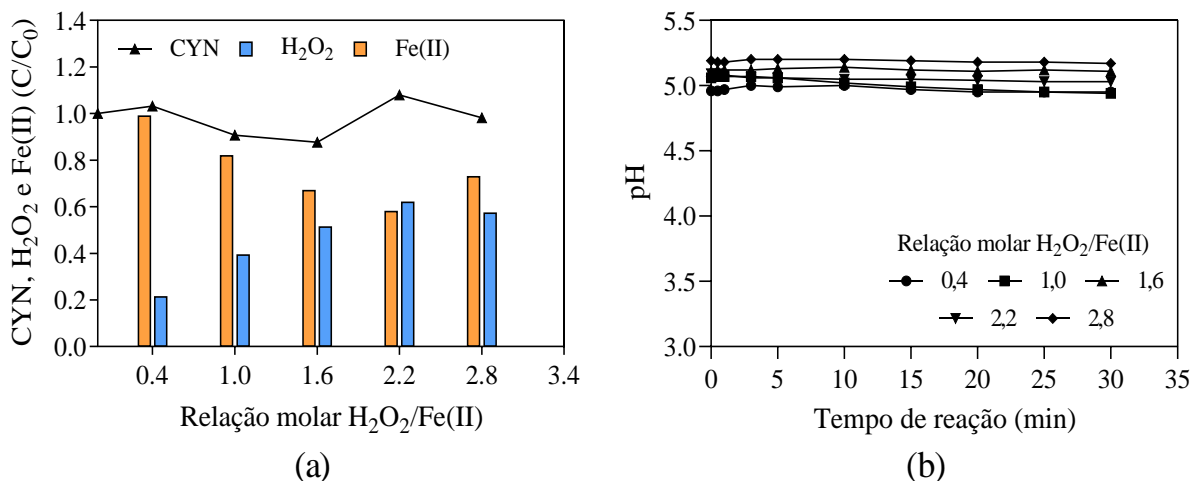 CYN, H₂O₂ e Fe(II) (C/C₀)
1.4
1.2
1.0
0.8
0.6
0.4
0.2
0.0
CYN H₂O₂ Fe(II)
0.4 1.0 1.6 2.2 2.8 3.4
Relação molar H₂O₂/Fe(II)
(a)
pH
5.5
5.0
4.5
4.0
3.5
3.0
Relação molar H₂O₂/Fe(II)
0,4 1,0 1,6
2,2 2,8
0 5 10 15 20 25 30 35
Tempo de reação (min)
(b)